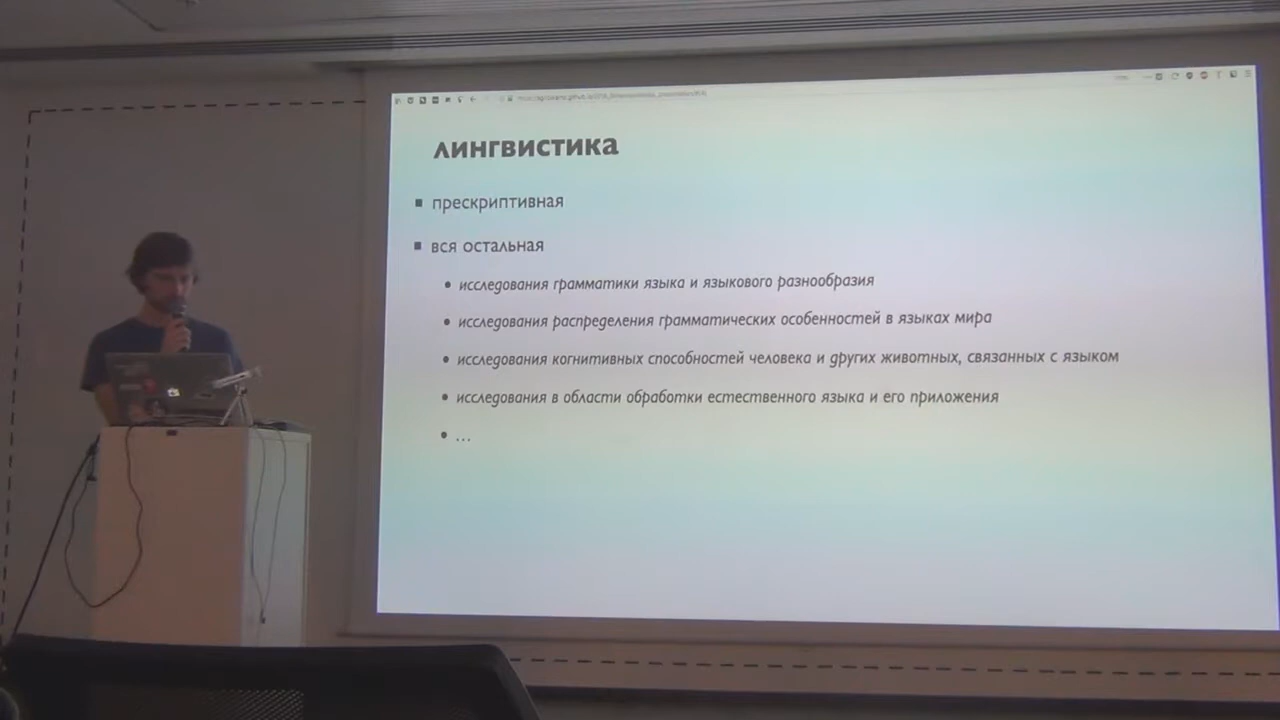 лингвистика
прескриптивная
вся остальная
исследования грамматики языка и языкового разнообразия
исследования распределения грамматических особенностей в языках мира
исследования когнитивных способностей человека и других животных, связанных с языком
исследования в области обработки естественного языка и его приложения
...